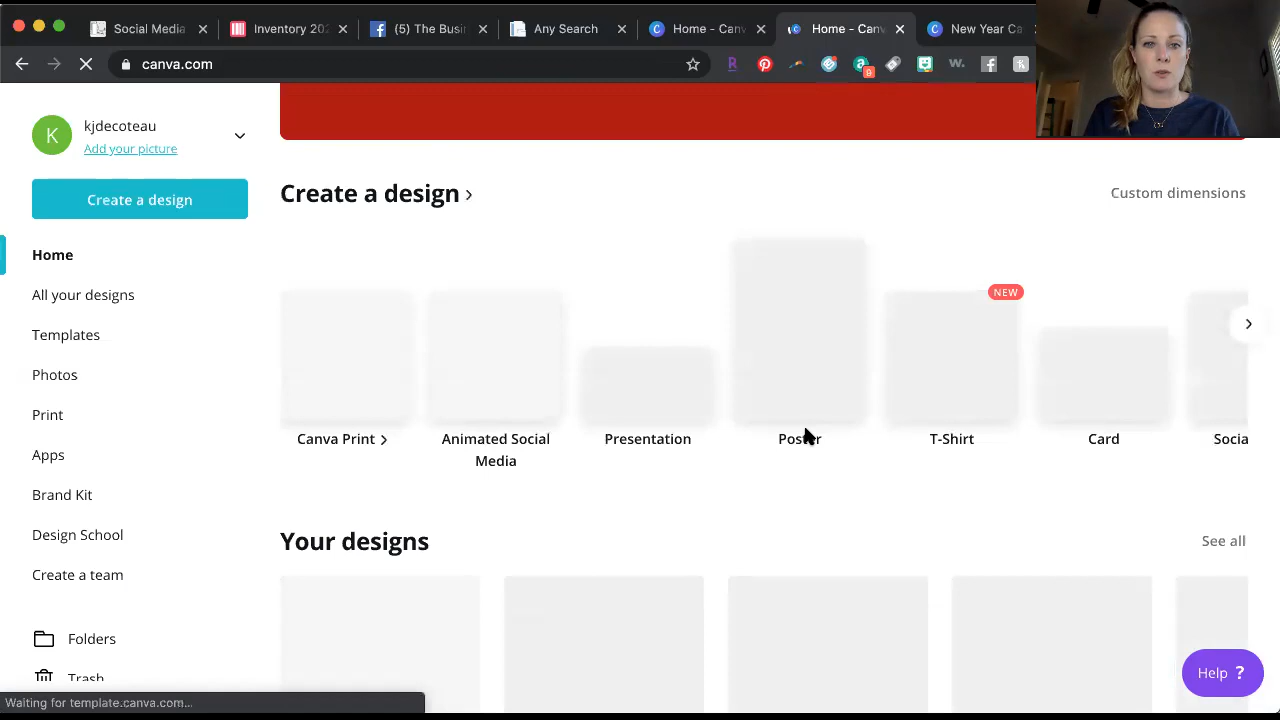 Social Media
Inventory 202
(5) The Busin
Any Search
Home - Canv
Home - Canv
New Year Ca
canva.com
K
kjdecoteau
Add your picture
Create a design
Home
All your designs
Templates
Photos
Print
Apps
Brand Kit
Design School
Create a team
Folders
Trash
Create a design
Custom dimensions
NEW
Canva Print
Animated Social
Media
Presentation
Poster
T-Shirt
Card
Socia
Your designs
See all
Help ?
Waiting for template.canva.com...